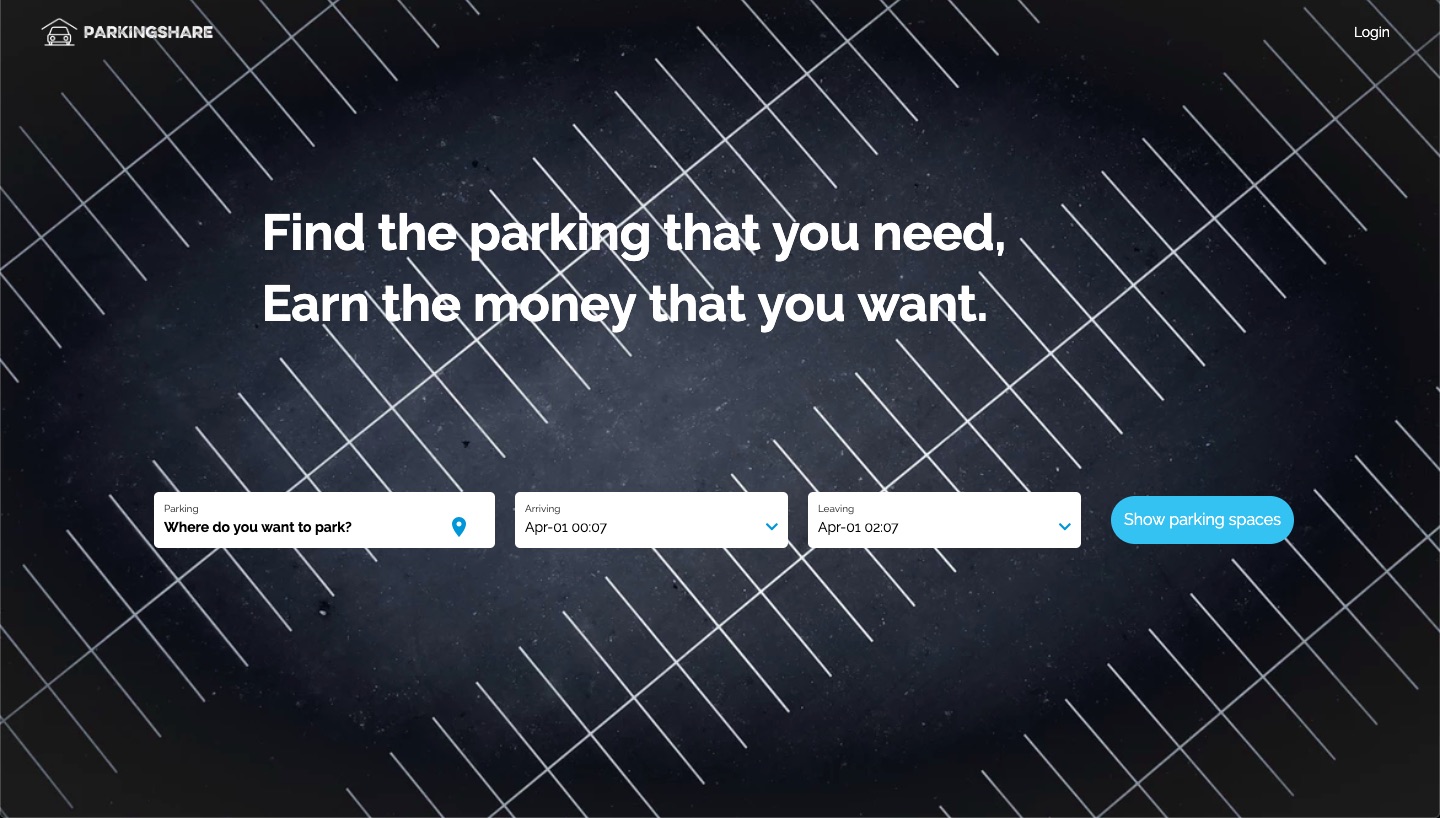 PARKINGSHARE
Login
Find the parking that you need,
Earn the money that you want.
Parking
Where do you want to park?
Arriving
Apr-01 00:07
Leaving
Apr-01 02:07
Show parking spaces